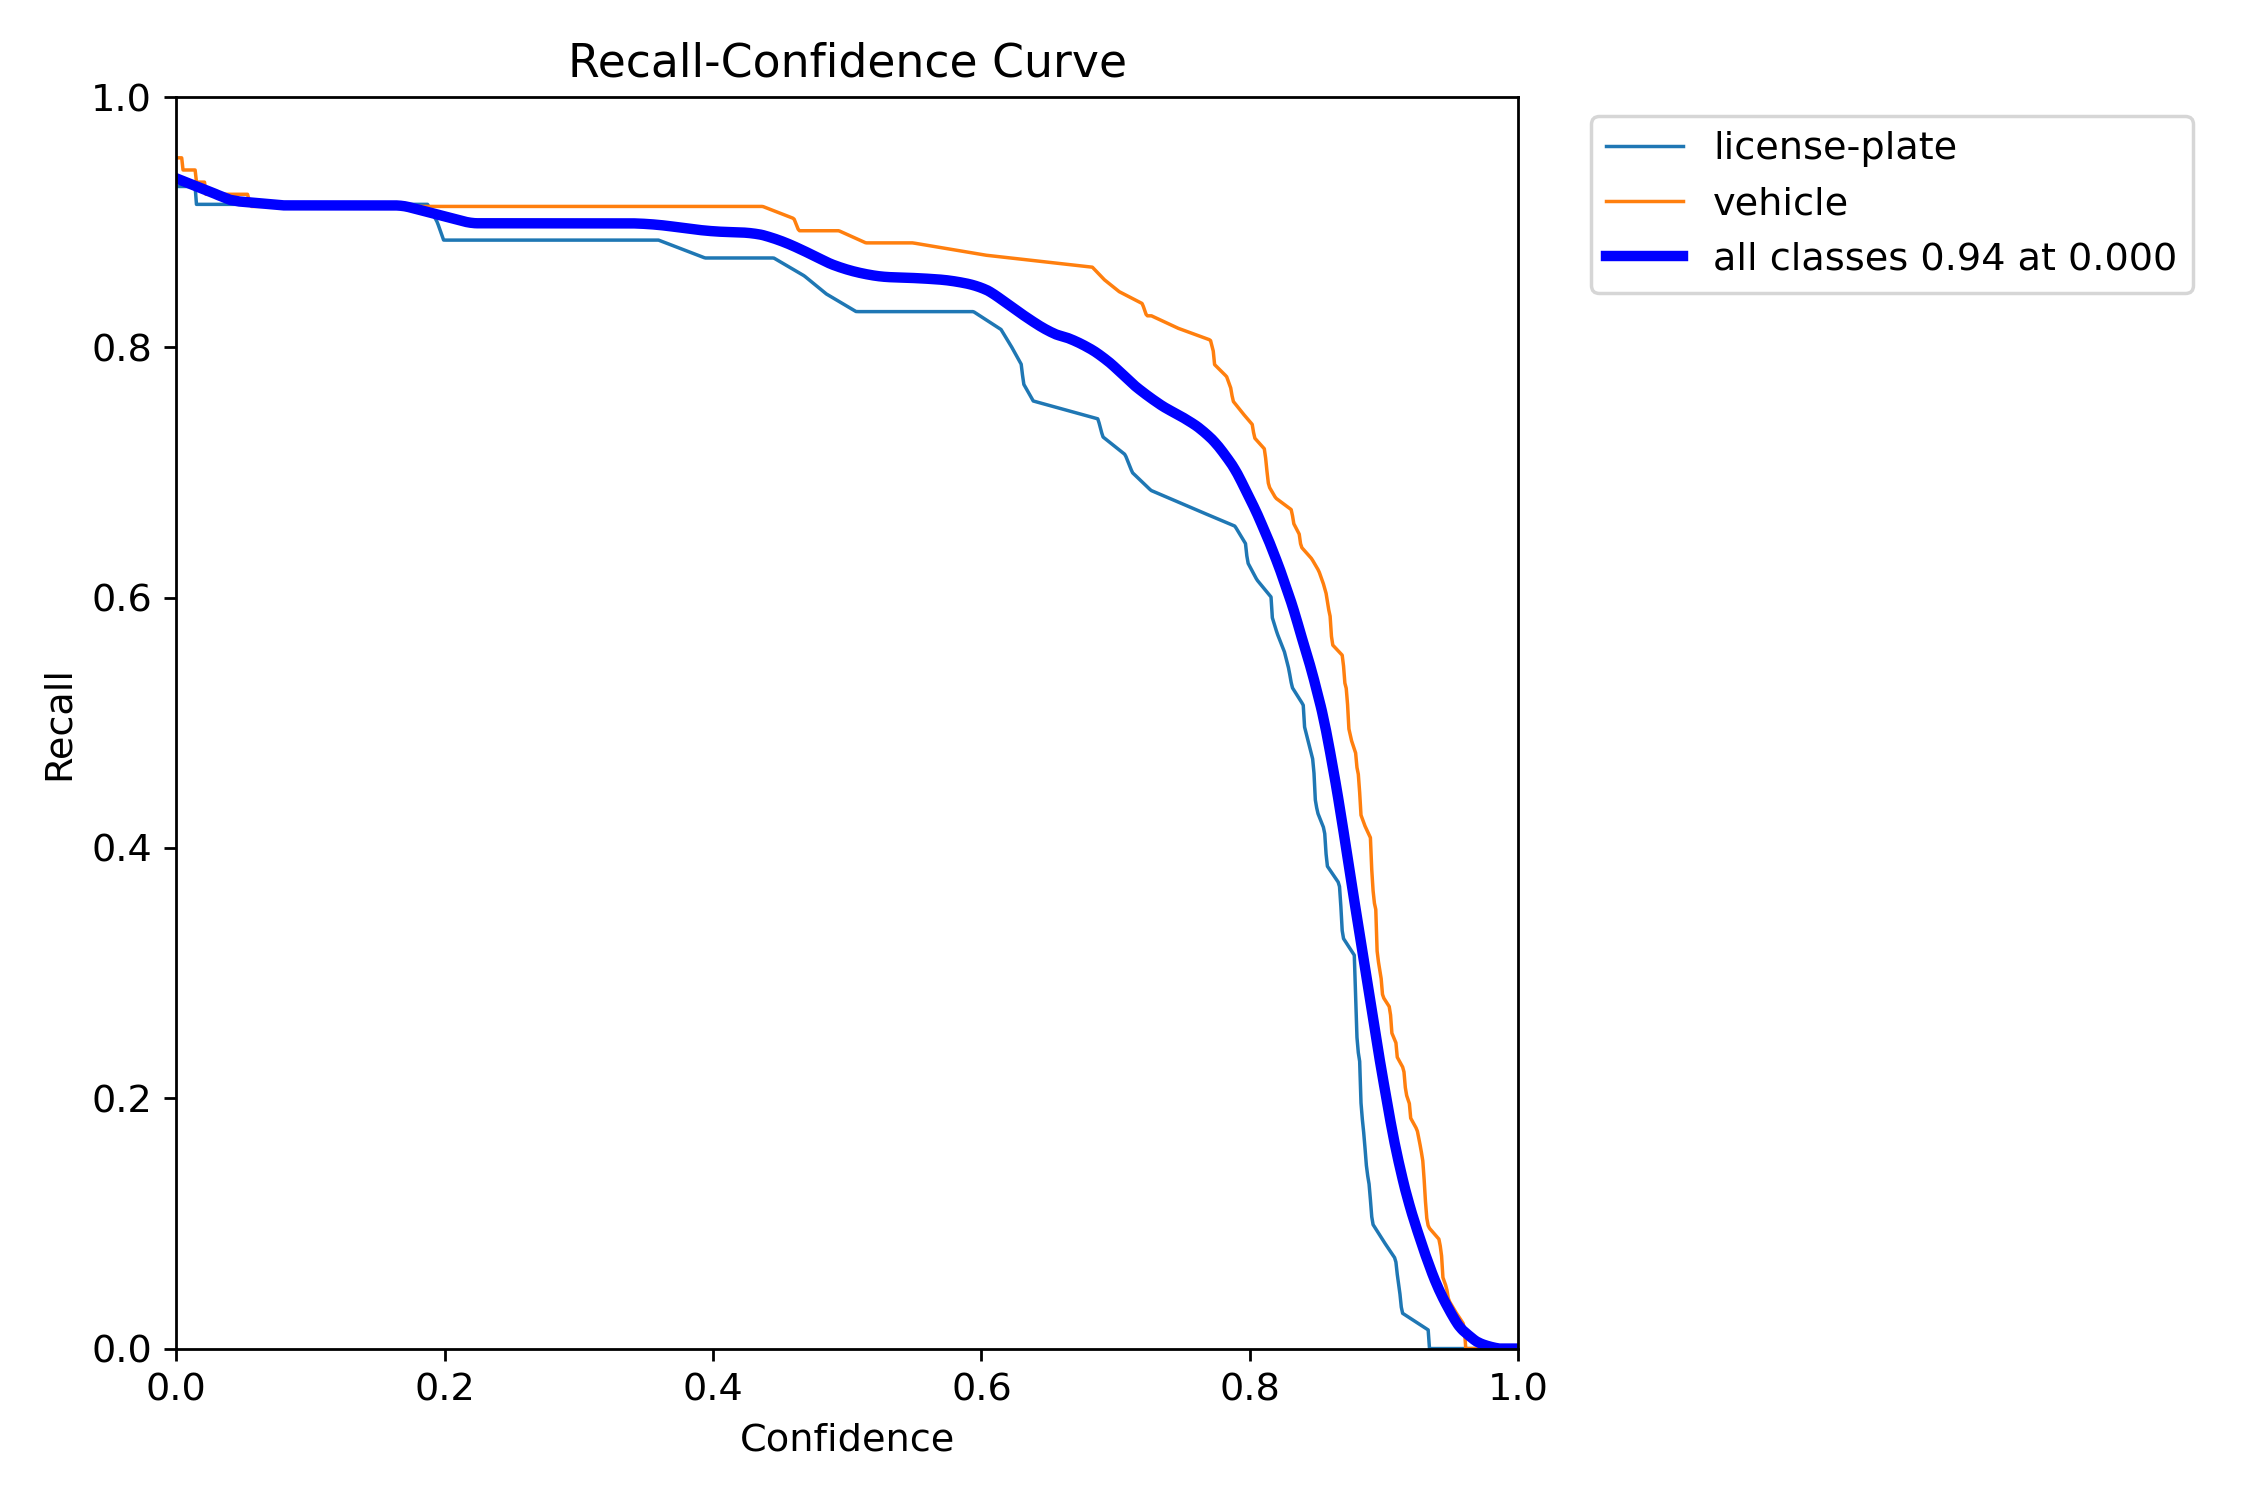 Recall-Confidence Curve
1.0
0.8
0.6
0.4
0.2
0.0
Recall
0.0 0.2 0.4 0.6 0.8 1.0
Confidence
license-plate
vehicle
all classes 0.94 at 0.000